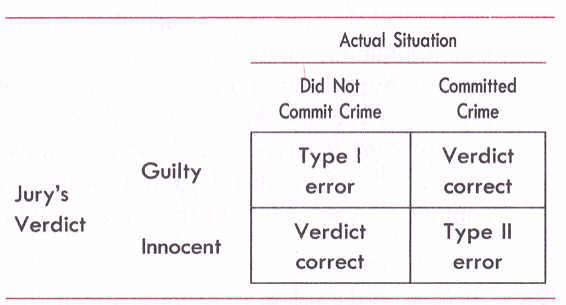 Actual Situation
Did Not
Commit Crime
Committed
Crime
Jury's
Verdict
Guilty
Type I
error
Verdict
correct
Innocent
Verdict
correct
Type II
error